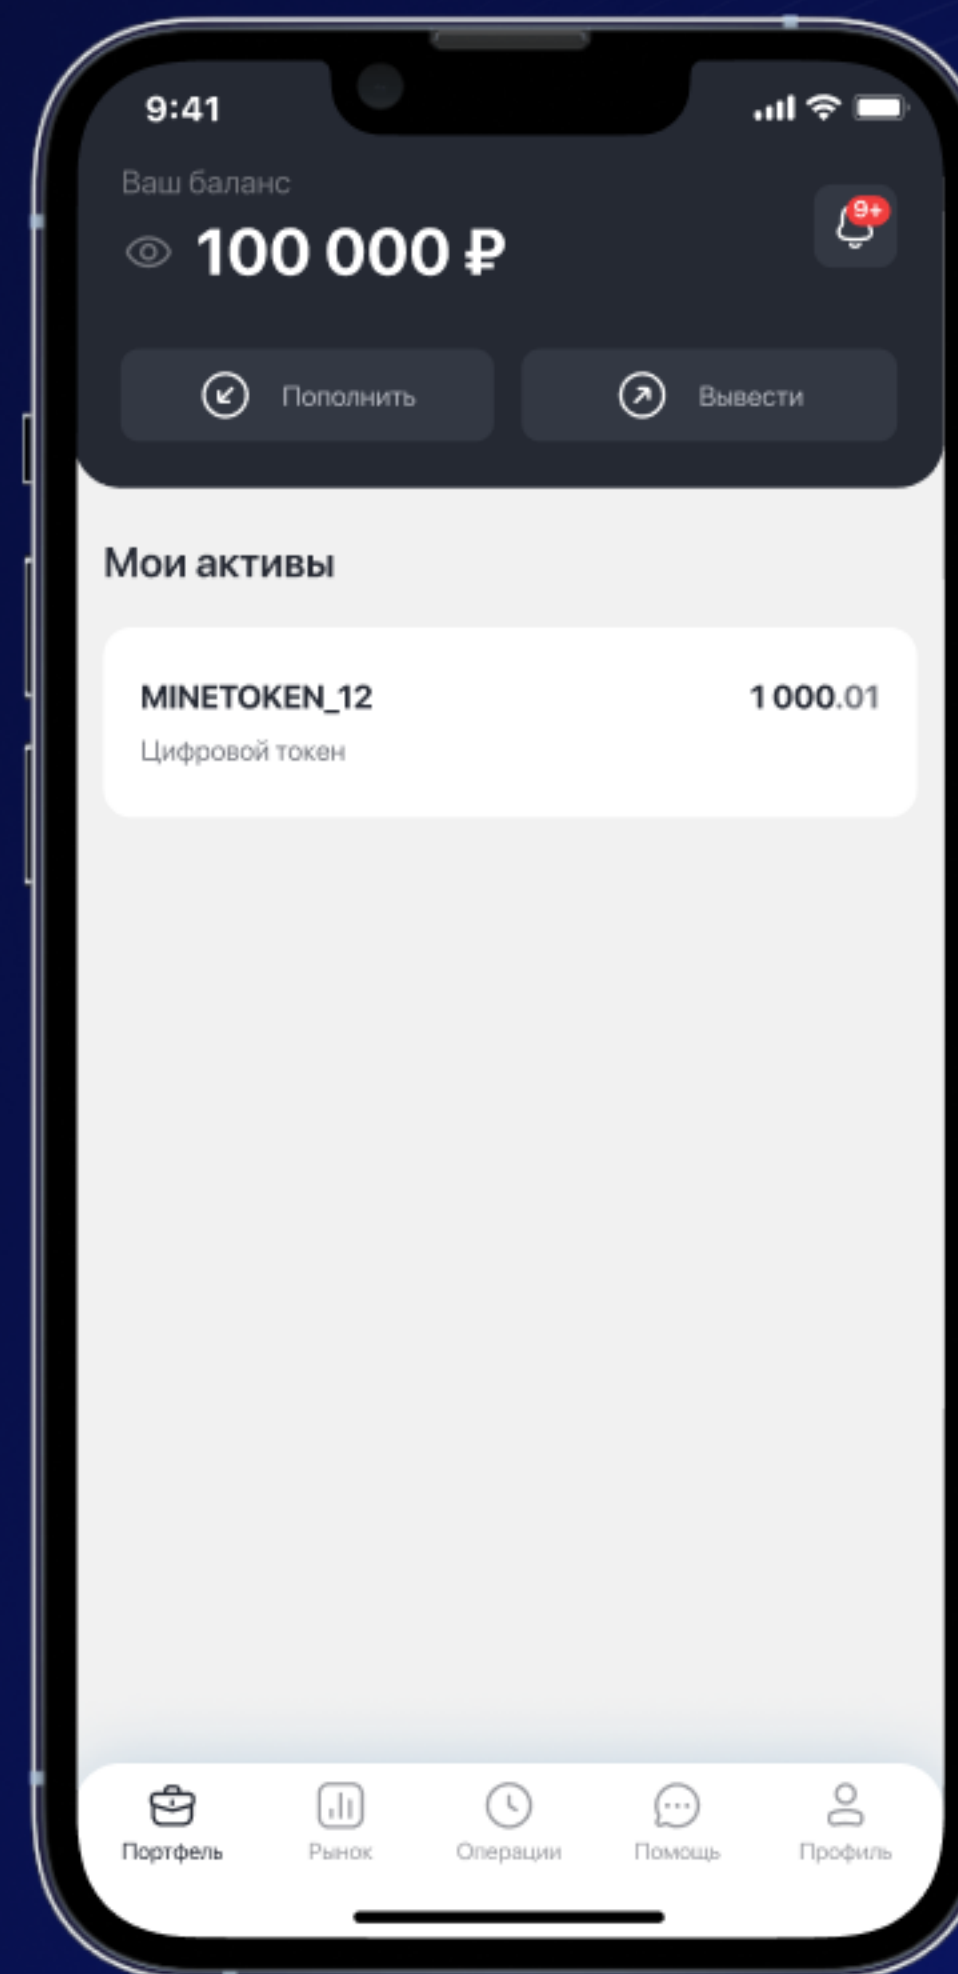 9:41
Ваш баланс
100 000 ₽
9+
Пополнить
Вывести
Мои активы
MINETOKEN_12
1 000.01
Цифровой токен
Портфель
Рынок
Операции
Помощь
Профиль